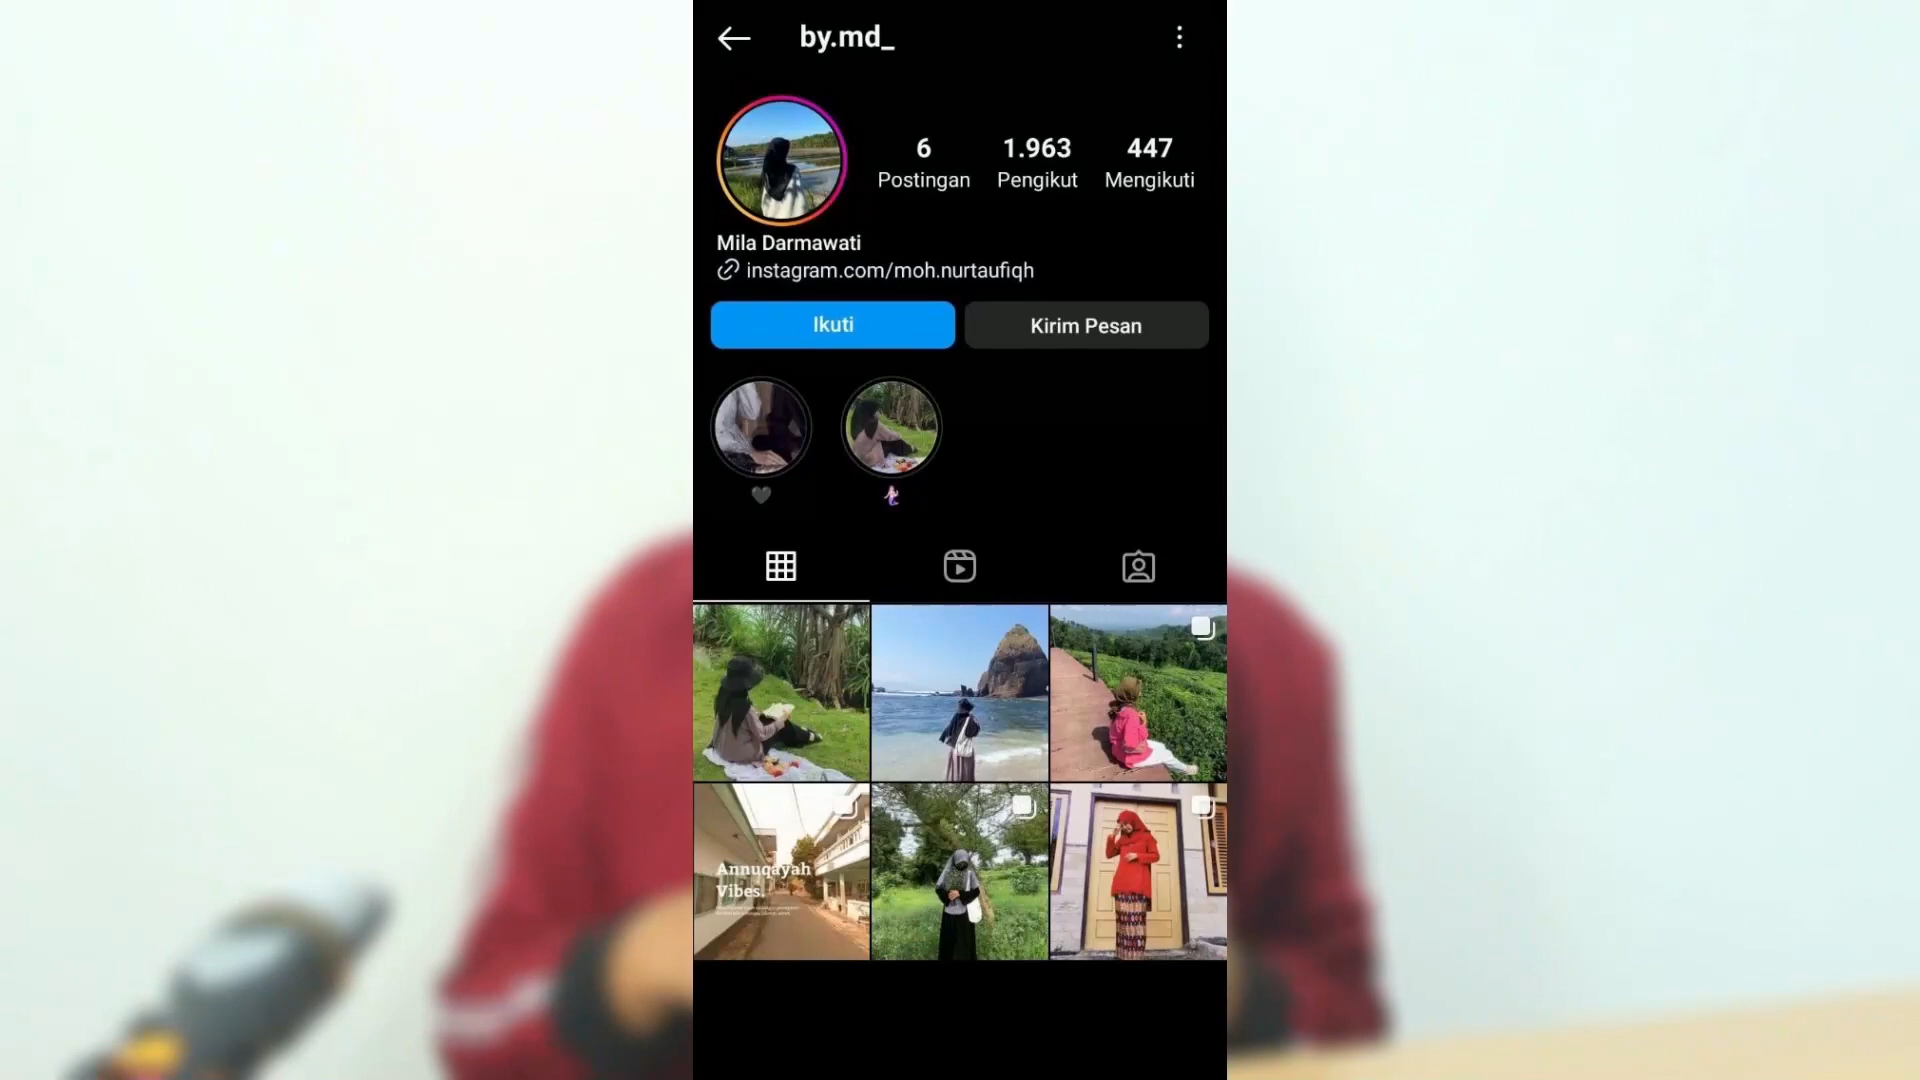 by.md_
6
1.963
447
Postingan
Pengikut
Mengikuti
Mila Darmawati
instagram.com/moh.nurtaufiqh
Ikuti
Kirim Pesan
Annuqayah
Vibes.